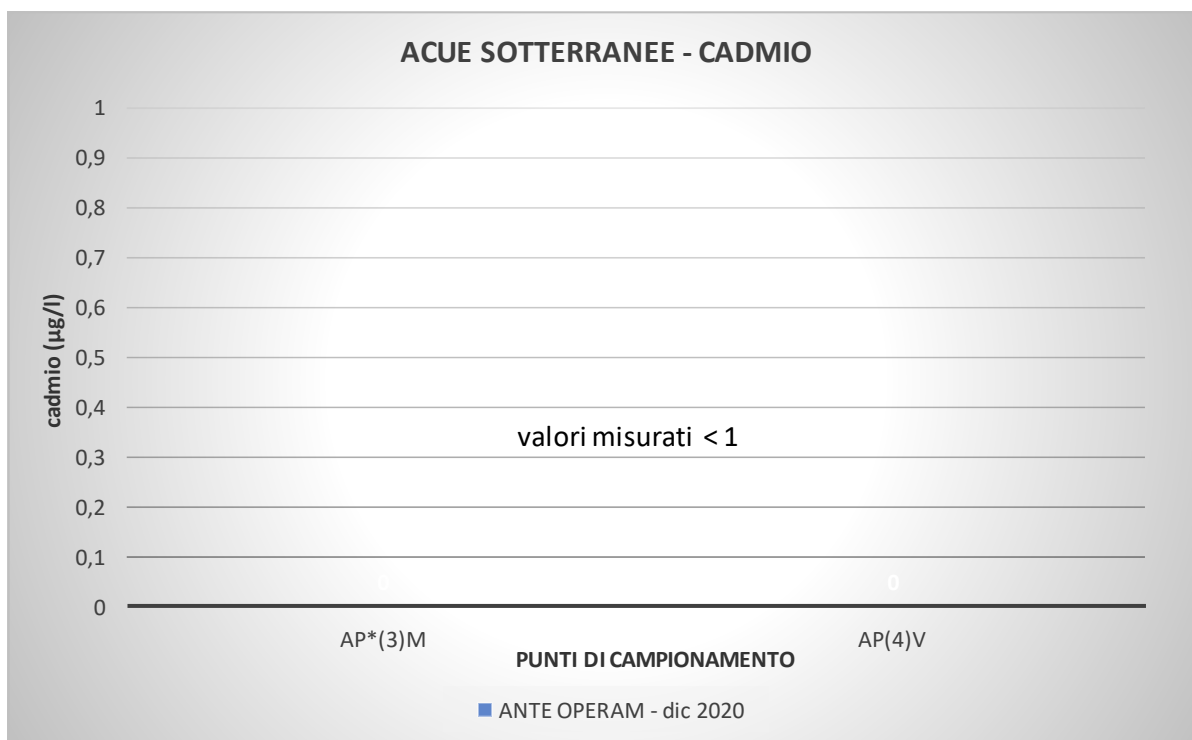 ACUE SOTTERRANEE - CADMIO
1
0,9
0,8
0,7
0,6
0,5
0,4
0,3
0,2
0,1
0
cadmio (µg/l)
valori misurati < 1
0
0
AP*(3)M
AP(4)V
PUNTI DI CAMPIONAMENTO
ANTE OPERAM - dic 2020